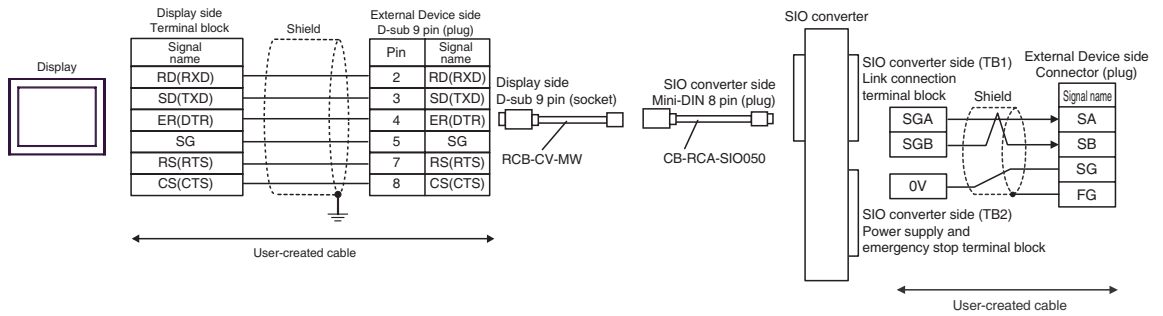 Display
Display side
Terminal block
Signal
name
RD(RXD)
SD(TXD)
ER(DTR)
SG
RS(RTS)
CS(CTS)
Shield
External Device side
D-sub 9 pin (plug)
Pin
Signal
name
2 RD(RXD)
3 SD(TXD)
4 ER(DTR)
5 SG
7 RS(RTS)
8 CS(CTS)
User-created cable
Display side
D-sub 9 pin (socket)
RCB-CV-MW
SIO converter side
Mini-DIN 8 pin (plug)
CB-RCA-SIO050
SIO converter
SIO converter side (TB1)
Link connection
terminal block
SGA
SGB
0V
Shield
External Device side
Connector (plug)
Signal name
SA
SB
SG
FG
SIO converter side (TB2)
Power supply and
emergency stop terminal block
User-created cable